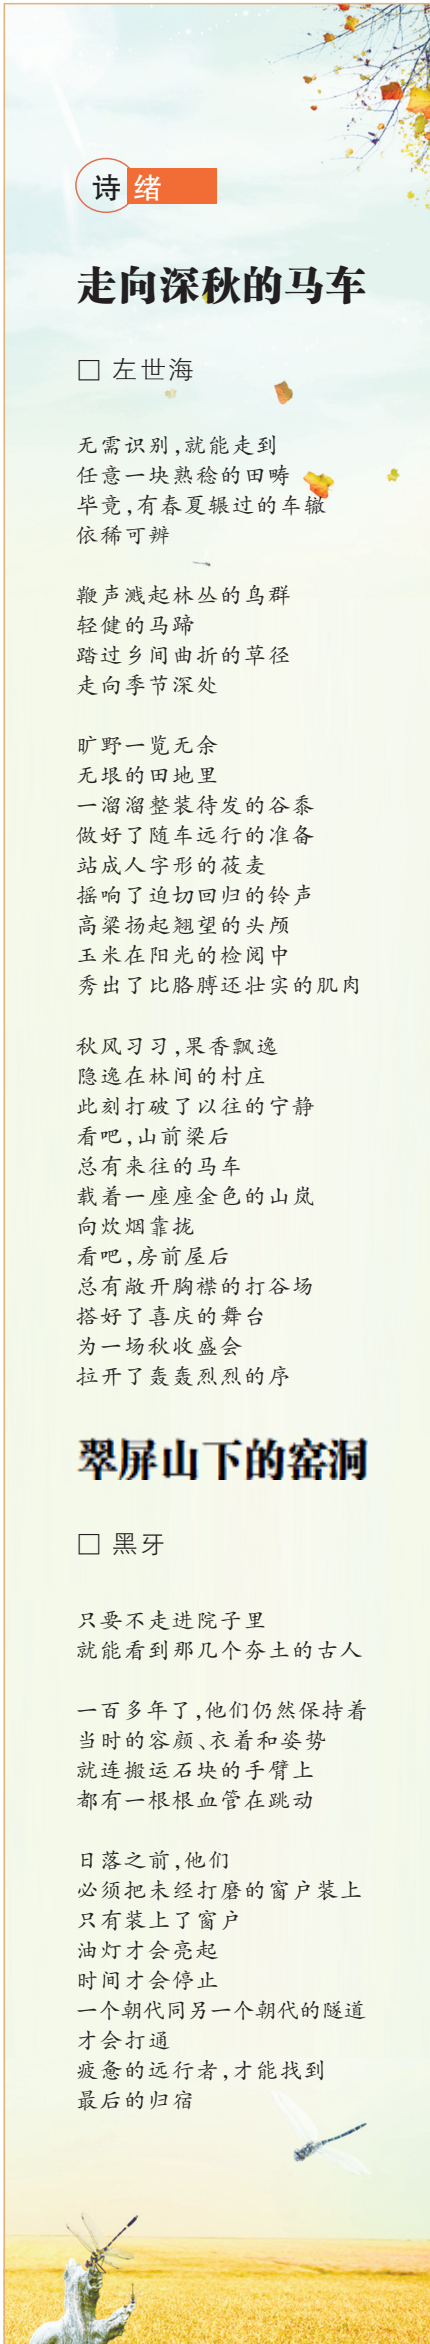 诗绪
走向深秋的马车
□ 左世海
无需识别,就能走到
任意一块熟稔的田畴
毕竟,有春夏辗过的车辙
依稀可辨
鞭声溅起林丛的鸟群
轻健的马蹄
踏过乡间曲折的草径
走向季节深处
旷野一览无余
无垠的田地里
一溜溜整装待发的谷黍
做好了随车远行的准备
站成人字形的莜麦
摇响了迫切回归的铃声
高粱扬起翘望的头颅
玉米在阳光的检阅中
秀出了比胳膊还壮实的肌肉
秋风习习,果香飘逸
隐逸在林间的村庄
此刻打破了以往的宁静
看吧,山前梁后
总有来往的马车
载着一座座金色的山岚
向炊烟靠拢
看吧,房前屋后
总有敞开胸襟的打谷场
搭好了喜庆的舞台
为一场秋收盛会
拉开了轰轰烈烈的序
翠屏山下的窑洞
□ 黑牙
只要不走进院子里
就能看到那几个夯土的古人
一百多年了,他们仍然保持着
当时的容颜、衣着和姿势
就连搬运石块的手臂上
都有一根根血管在跳动
日落之前,他们
必须把未经打磨的窗户装上
只有装上了窗户
油灯才会亮起
时间才会停止
一个朝代同另一个朝代的隧道
才会打通
疲惫的远行者,才能找到
最后的归宿